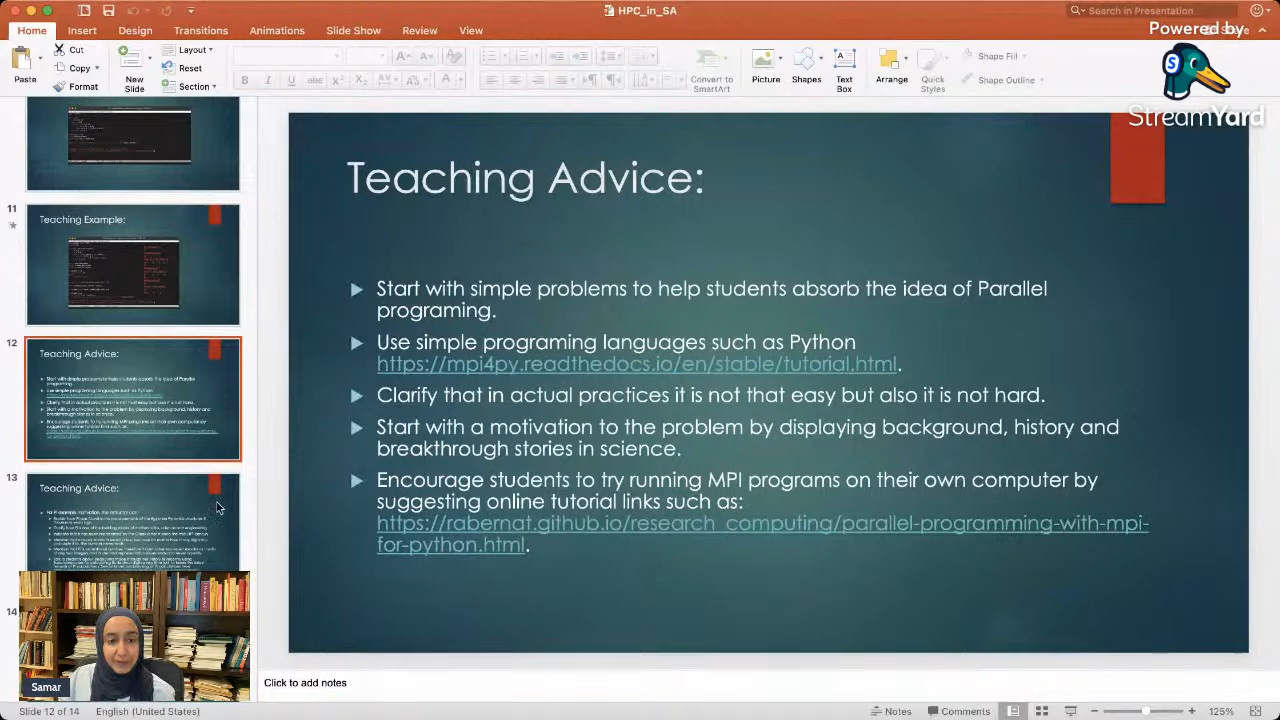 HPC_in_SA
Search in Presentation
Home
Insert
Design
Transitions
Animations
Slide Show
Review
View
Share
Powered by
StreamYard
Paste
Cut
Copy
Format
New
Slide
Layout
Reset
Section
Convert to
SmartArt
Picture
Shapes
Text
Box
Arrange
Quick
Styles
Shape Fill
Shape Outline
11
Teaching Example:
12
Teaching Advice:
13
Teaching Advice:
14
Teaching Advice:
Start with simple problems to help students absorb the idea of Parallel
programing.
Use simple programing languages such as Python
https://mpi4py.readthedocs.io/en/stable/tutorial.html.
Clarify that in actual practices it is not that easy but also it is not hard.
Start with a motivation to the problem by displaying background, history and
breakthrough stories in science.
Encourage students to try running MPI programs on their own computer by
suggesting online tutorial links such as:
https://rabernat.github.io/research_computing/parallel-programming-with-mpi-
for-python.html.
Samar
Click to add notes
Slide 12 of 14
English (United States)
Notes
Comments
125%